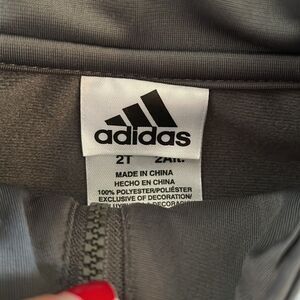 adidas
2T 2Ans.
MADE IN CHINA
HECHO EN CHINA
100% POLYESTER/POLIÉSTER
EXCLUSIVE OF DECORATION/